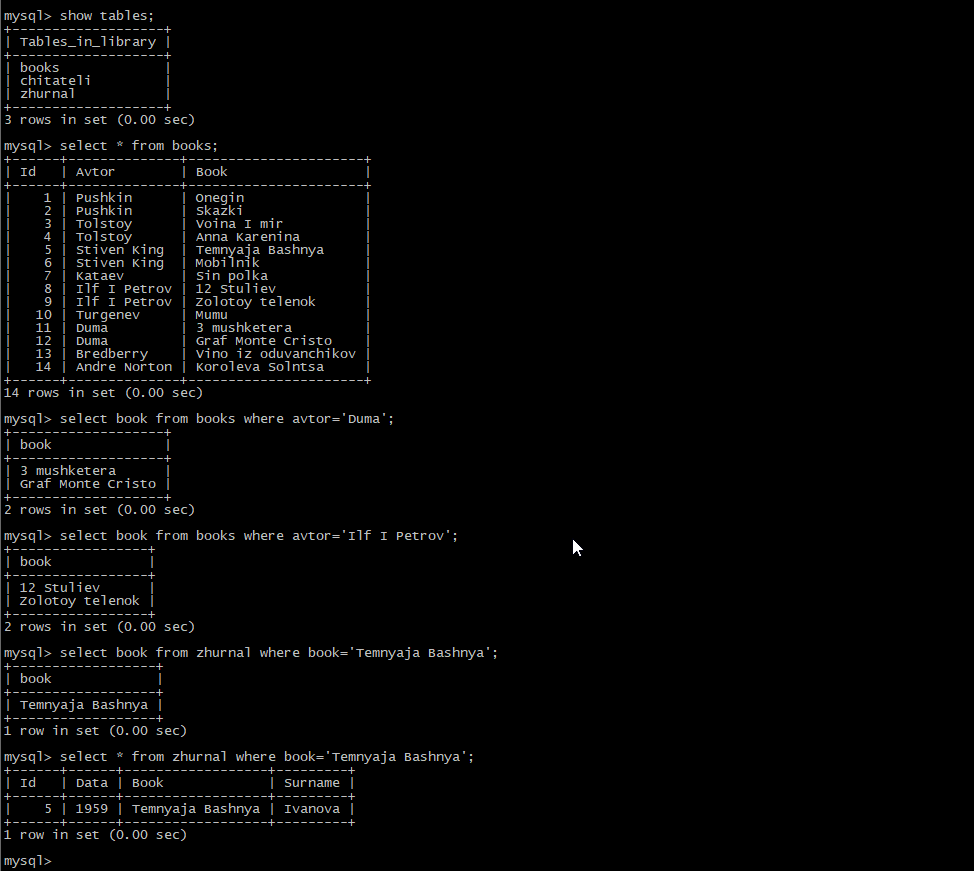 mysql> show tables;
+-------------------+
| Tables_in_library |
+-------------------+
| books             |
| chitateli         |
| zhurnal           |
+-------------------+
3 rows in set (0.00 sec)

mysql> select * from books;
+------+--------------+----------------------+
| Id   | Avtor        | Book                 |
+------+--------------+----------------------+
|    1 | Pushkin      | Onegin               |
|    2 | Pushkin      | Skazki               |
|    3 | Tolstoy      | Voina I mir          |
|    4 | Tolstoy      | Anna Karenina        |
|    5 | Stiven King  | Temnyaja Bashnya     |
|    6 | Stiven King  | Mobilnik             |
|    7 | Kataev       | Sin polka            |
|    8 | Ilf I Petrov | 12 Stuliev           |
|    9 | Ilf I Petrov | Zolotoy telenok      |
|   10 | Turgenev     | Mumu                 |
|   11 | Duma         | 3 mushketera         |
|   12 | Duma         | Graf Monte Cristo    |
|   13 | Bredberry    | Vino iz oduvanchikov |
|   14 | Andre Norton | Koroleva Solntsa     |
+------+--------------+----------------------+
14 rows in set (0.00 sec)

mysql> select book from books where avtor='Duma';
+-------------------+
| book              |
+-------------------+
| 3 mushketera      |
| Graf Monte Cristo |
+-------------------+
2 rows in set (0.00 sec)

mysql> select book from books where avtor='Ilf I Petrov';
+-----------------+
| book            |
+-----------------+
| 12 Stuliev      |
| Zolotoy telenok |
+-----------------+
2 rows in set (0.00 sec)

mysql> select book from zhurnal where book='Temnyaja Bashnya';
+------------------+
| book             |
+------------------+
| Temnyaja Bashnya |
+------------------+
1 row in set (0.00 sec)

mysql> select * from zhurnal where book='Temnyaja Bashnya';
+------+------+------------------+---------+
| Id   | Data | Book             | Surname |
+------+------+------------------+---------+
|    5 | 1959 | Temnyaja Bashnya | Ivanova |
+------+------+------------------+---------+
1 row in set (0.00 sec)

mysql>